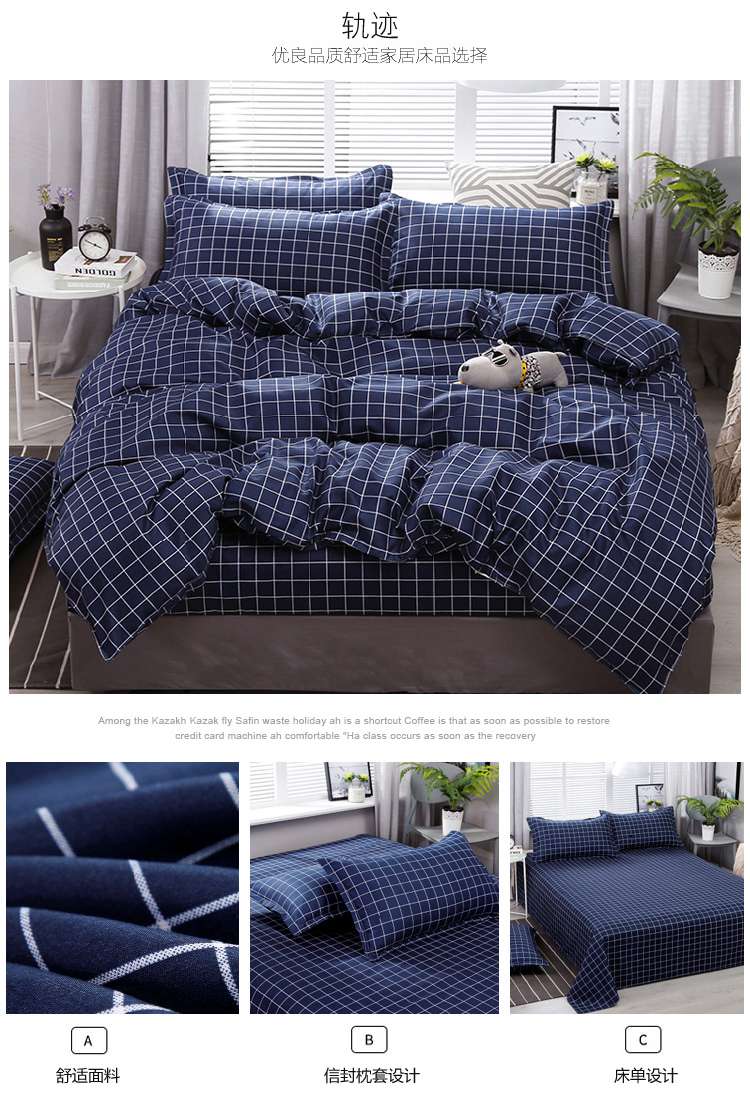 轨迹
优良品质舒适家居床品选择
GOLDEN
Among the Kazakh Kazak fly Safin waste holiday ah is a shortcut Coffee is that as soon as possible to restore
credit card machine ah comfortable "Ha class occurs as soon as the recovery
A
舒适面料
B
信封枕套设计
C
床单设计